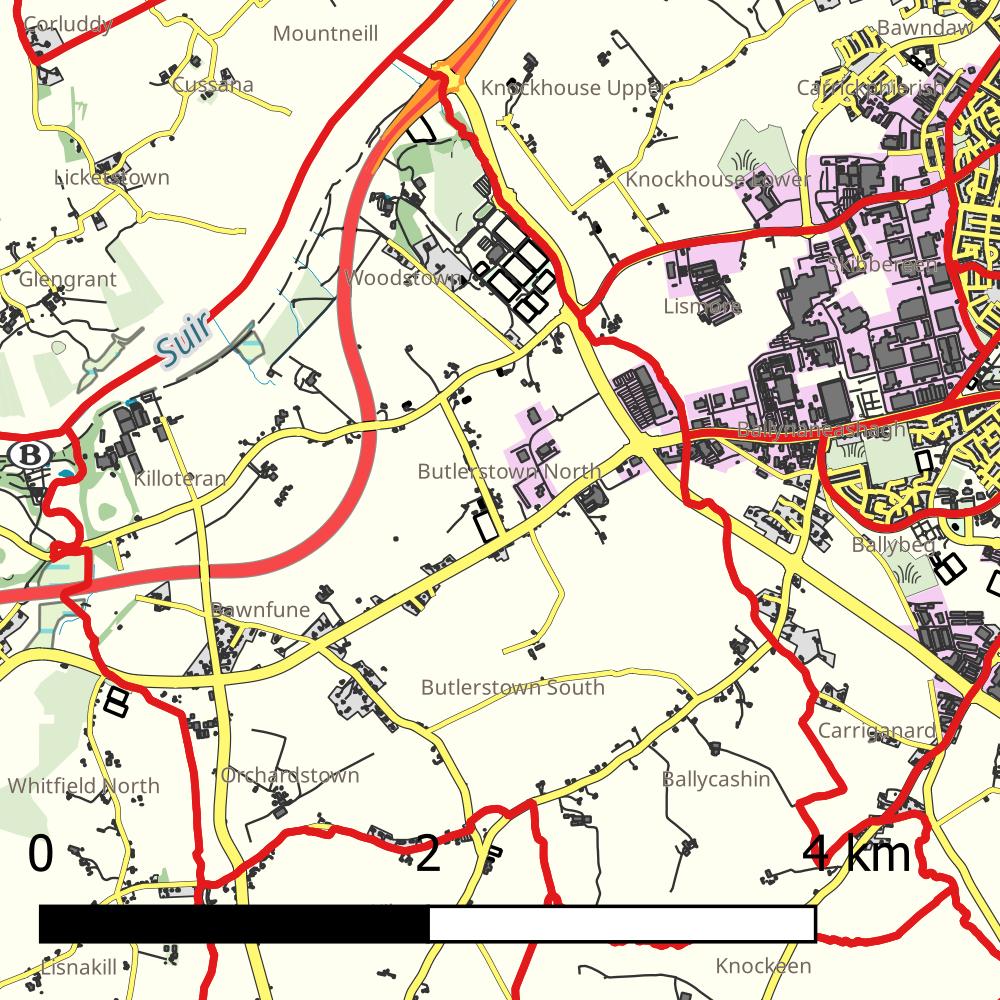 Corluddy
Mountneill
Bawndaw
Cussana
Knockhouse Upper
Carrickphierish
Licketstown
Knockhouse Lower
Skibbereen
Glengrant
Woodstown
Lismore
Suir
Ballynaneashagh
B
Killoteran
Butlerstown North
Ballybeg
Bawnfune
Butlerstown South
Carriganard
Whitfield North
Orchardstown
Ballycashin
0
2
4 km
Lisnakill
Knockeen